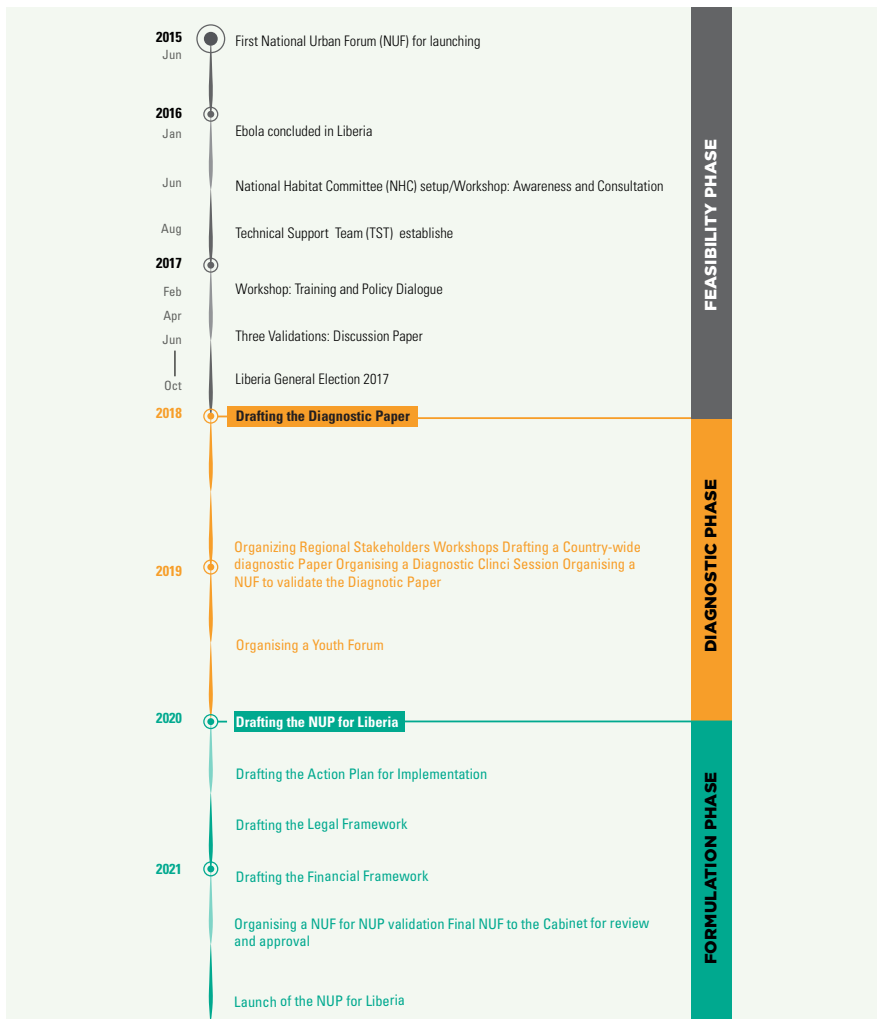 2015
Jun
First National Urban Forum (NUF) for launching
2016
Jan
Ebola concluded in Liberia
Jun
National Habitat Committee (NHC) setup/Workshop: Awareness and Consultation
Aug
Technical Support Team (TST) establishe
2017
Feb
Workshop: Training and Policy Dialogue
Apr
Jun
Three Validations: Discussion Paper
Oct
Liberia General Election 2017
FEASIBILITY PHASE
2018
Drafting the Diagnostic Paper
2019
Organizing Regional Stakeholders Workshops Drafting a Country-wide
diagnostic Paper Organising a Diagnostic Clinci Session Organising a
NUF to validate the Diagnotic Paper
Organising a Youth Forum
DIAGNOSTIC PHASE
2020
Drafting the NUP for Liberia
Drafting the Action Plan for Implementation
Drafting the Legal Framework
2021
Drafting the Financial Framework
Organising a NUF for NUP validation Final NUF to the Cabinet for review
and approval
Launch of the NUP for Liberia
FORMULATION PHASE